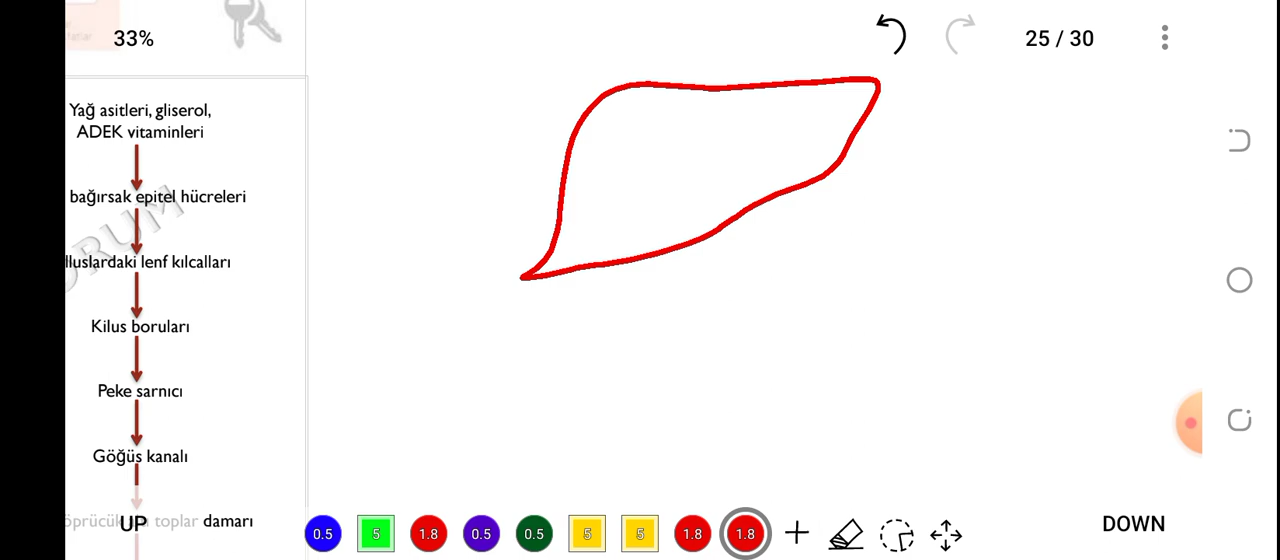 33%
25 / 30
Yağ asitleri, gliserol,
ADEK vitaminleri
bağırsak epitel hücreleri
lluslardaki lenf kılcalları
Kilus boruları
Peke sarnıcı
Göğüs kanalı
toplar damarı
UP
0.5 5 1.8 0.5 0.5 5 5 1.8 1.8
DOWN